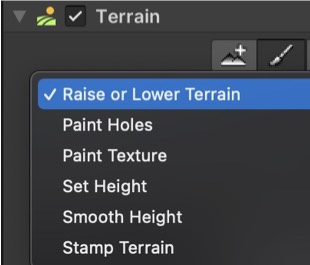 Terrain
Raise or Lower Terrain
Paint Holes
Paint Texture
Set Height
Smooth Height
Stamp Terrain